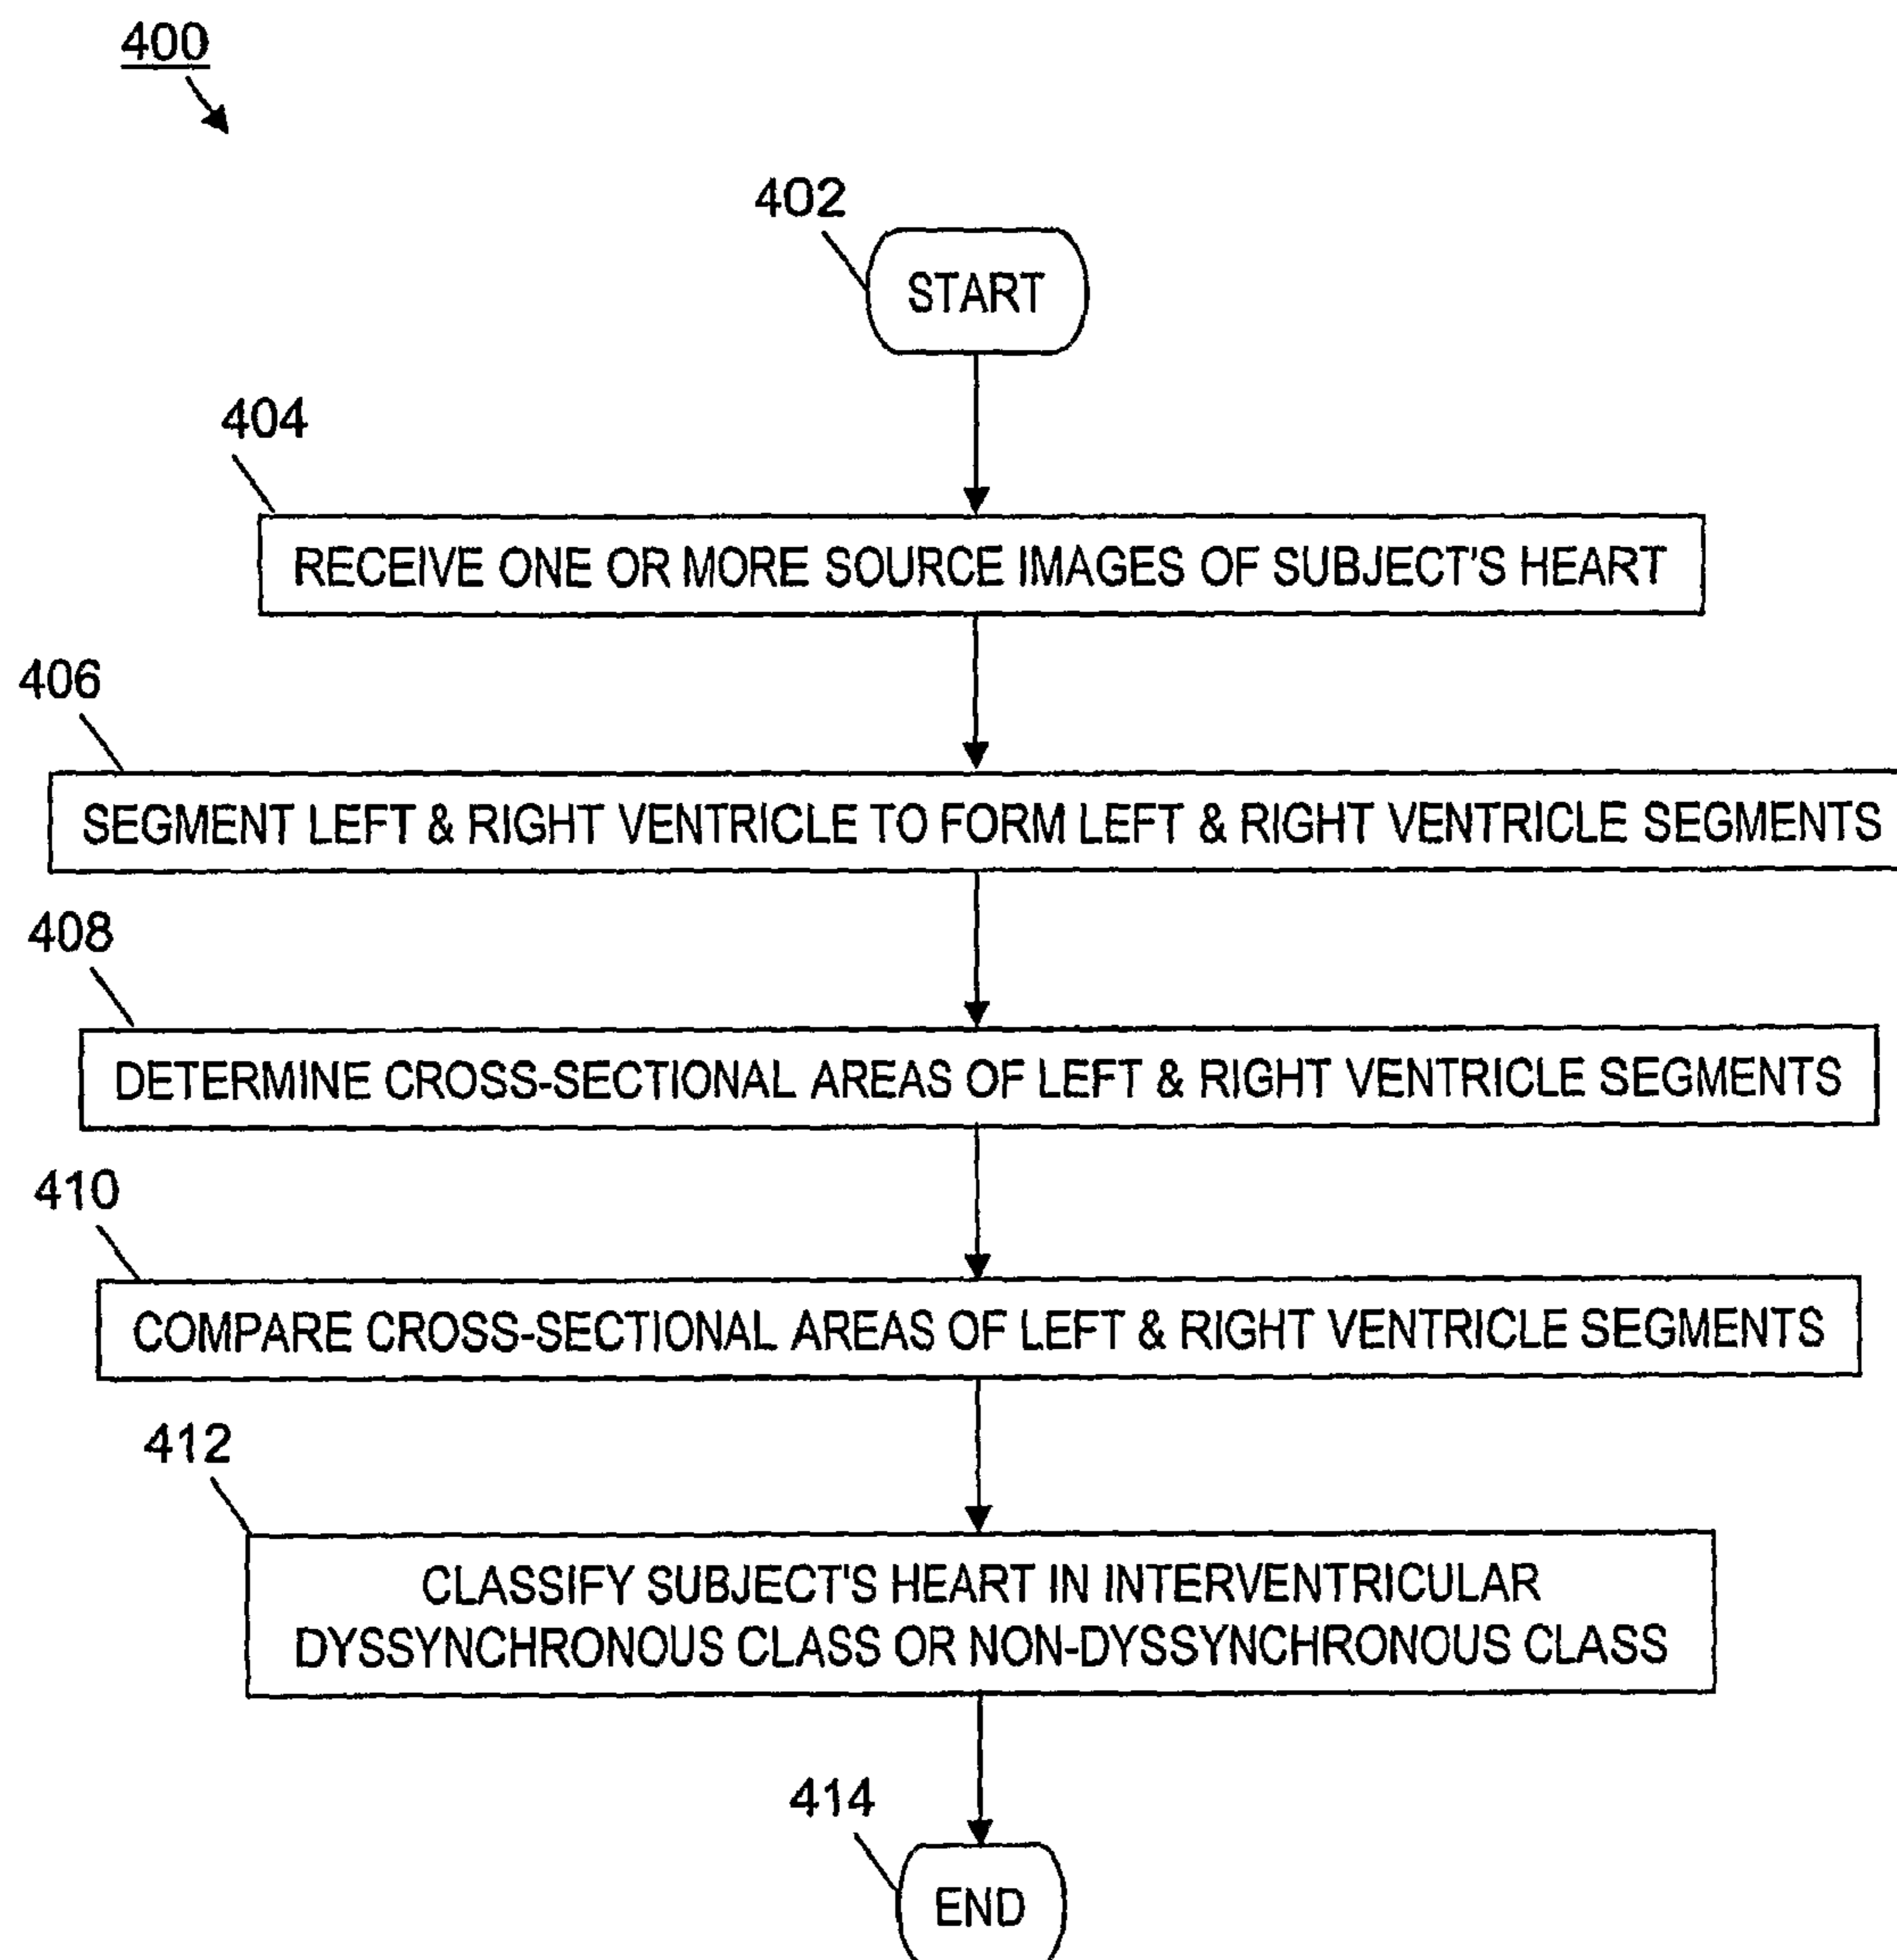 400
402
START
404
RECEIVE ONE OR MORE SOURCE IMAGES OF SUBJECT'S HEART
406
SEGMENT LEFT & RIGHT VENTRICLE TO FORM LEFT & RIGHT VENTRICLE SEGMENTS
408
DETERMINE CROSS-SECTIONAL AREAS OF LEFT & RIGHT VENTRICLE SEGMENTS
410
COMPARE CROSS-SECTIONAL AREAS OF LEFT & RIGHT VENTRICLE SEGMENTS
412
CLASSIFY SUBJECT'S HEART IN INTERVENTRICULAR
DYSSYNCHRONOUS CLASS OR NON-DYSSYNCHRONOUS CLASS
414
END